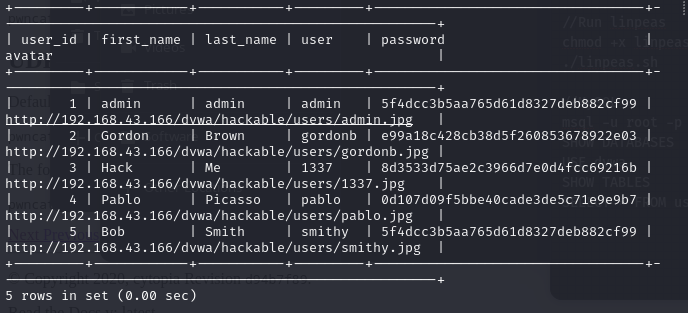 +---------+------------+-----------+---------+----------------------------------+-
-----------------------------------------------------+
| user_id | first_name | last_name | user    | password                         |
avatar                                               |
+---------+------------+-----------+---------+----------------------------------+-
-----------------------------------------------------+
|       1 | admin      | admin     | admin   | 5f4dcc3b5aa765d61d8327deb882cf99 |
http://192.168.43.166/dvwa/hackable/users/admin.jpg   |
|       2 | Gordon     | Brown     | gordonb | e99a18c428cb38d5f260853678922e03 |
http://192.168.43.166/dvwa/hackable/users/gordonb.jpg |
|       3 | Hack       | Me        | 1337    | 8d3533d75ae2c3966d7e0d4fcc69216b |
http://192.168.43.166/dvwa/hackable/users/1337.jpg    |
|       4 | Pablo      | Picasso   | pablo   | 0d107d09f5bbe40cade3de5c71e9e9b7 |
http://192.168.43.166/dvwa/hackable/users/pablo.jpg   |
|       5 | Bob        | Smith     | smithy  | 5f4dcc3b5aa765d61d8327deb882cf99 |
http://192.168.43.166/dvwa/hackable/users/smithy.jpg  |
+---------+------------+-----------+---------+----------------------------------+-
-----------------------------------------------------+
5 rows in set (0.00 sec)
//Run linpeas
chmod +x linpeas
./linpeas.sh
SHOW DATABASES
SHOW TABLES